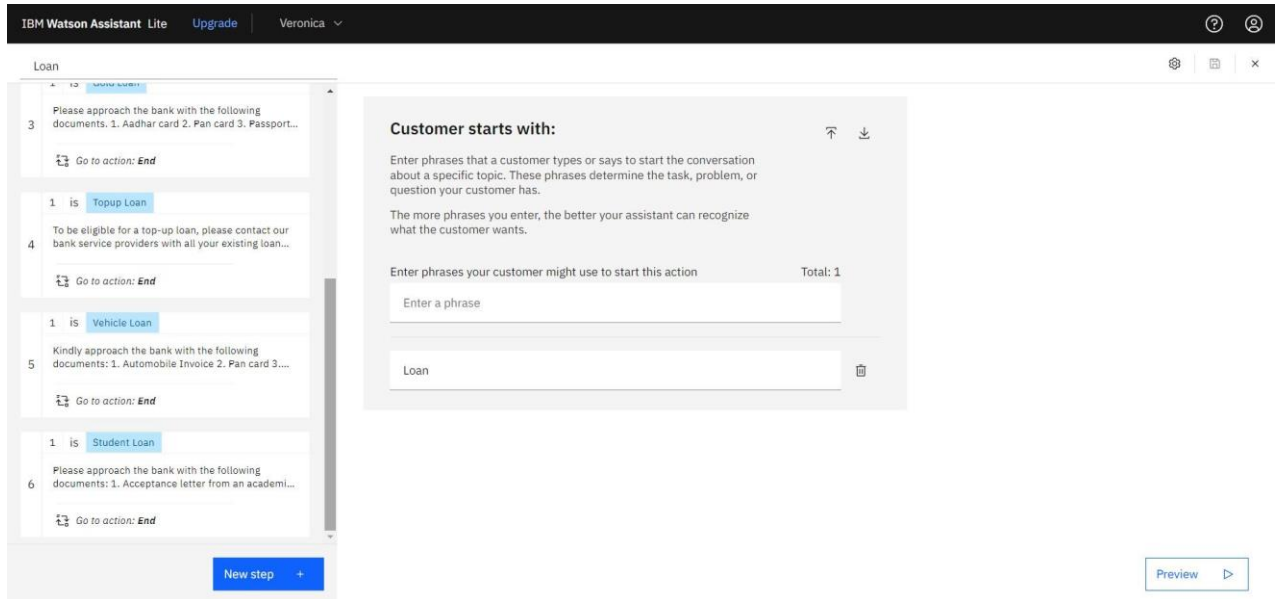 IBM Watson Assistant Lite Upgrade Veronica
Loan
1 is Gold Loan
3 Please approach the bank with the following
documents. 1. Aadhar card 2. Pan card 3. Passport...
Go to action: End
1 is Topup Loan
4 To be eligible for a top-up loan, please contact our
bank service providers with all your existing loan...
Go to action: End
1 is Vehicle Loan
5 Kindly approach the bank with the following
documents: 1. Automobile Invoice 2. Pan card 3....
Go to action: End
1 is Student Loan
6 Please approach the bank with the following
documents: 1. Acceptance letter from an academi...
Go to action: End
New step +
Customer starts with:
Enter phrases that a customer types or says to start the conversation
about a specific topic. These phrases determine the task, problem, or
question your customer has.
The more phrases you enter, the better your assistant can recognize
what the customer wants.
Enter phrases your customer might use to start this action Total: 1
Enter a phrase
Loan
Preview